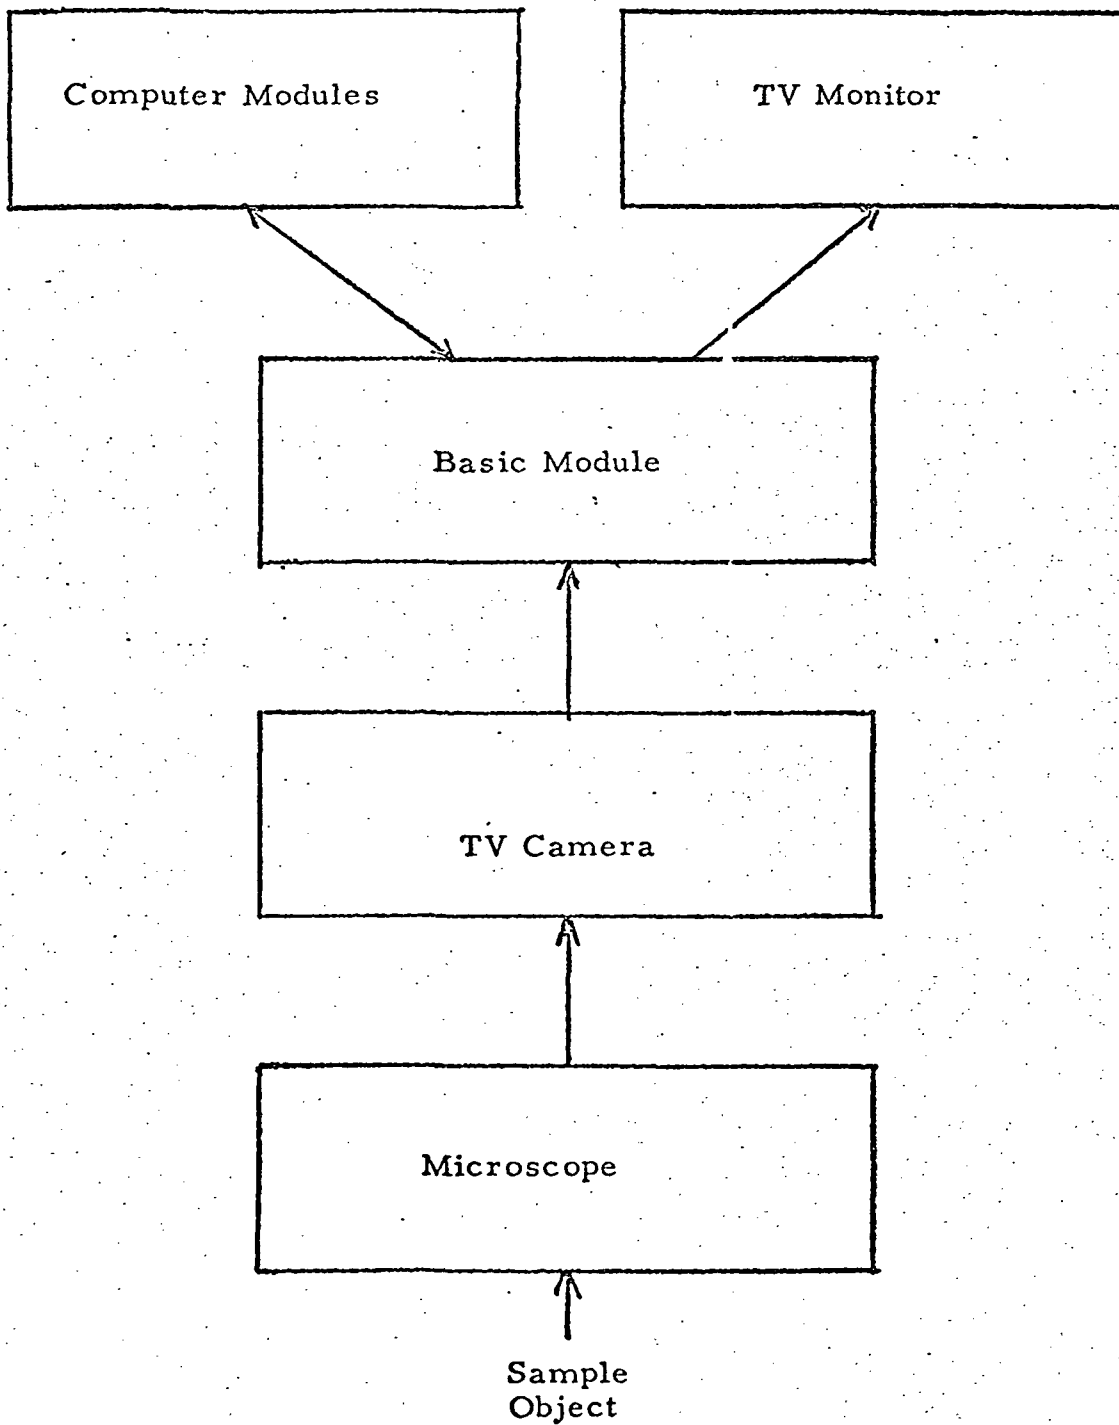 Computer Modules
TV Monitor
Basic Module
TV Camera
Microscope
Sample
Object